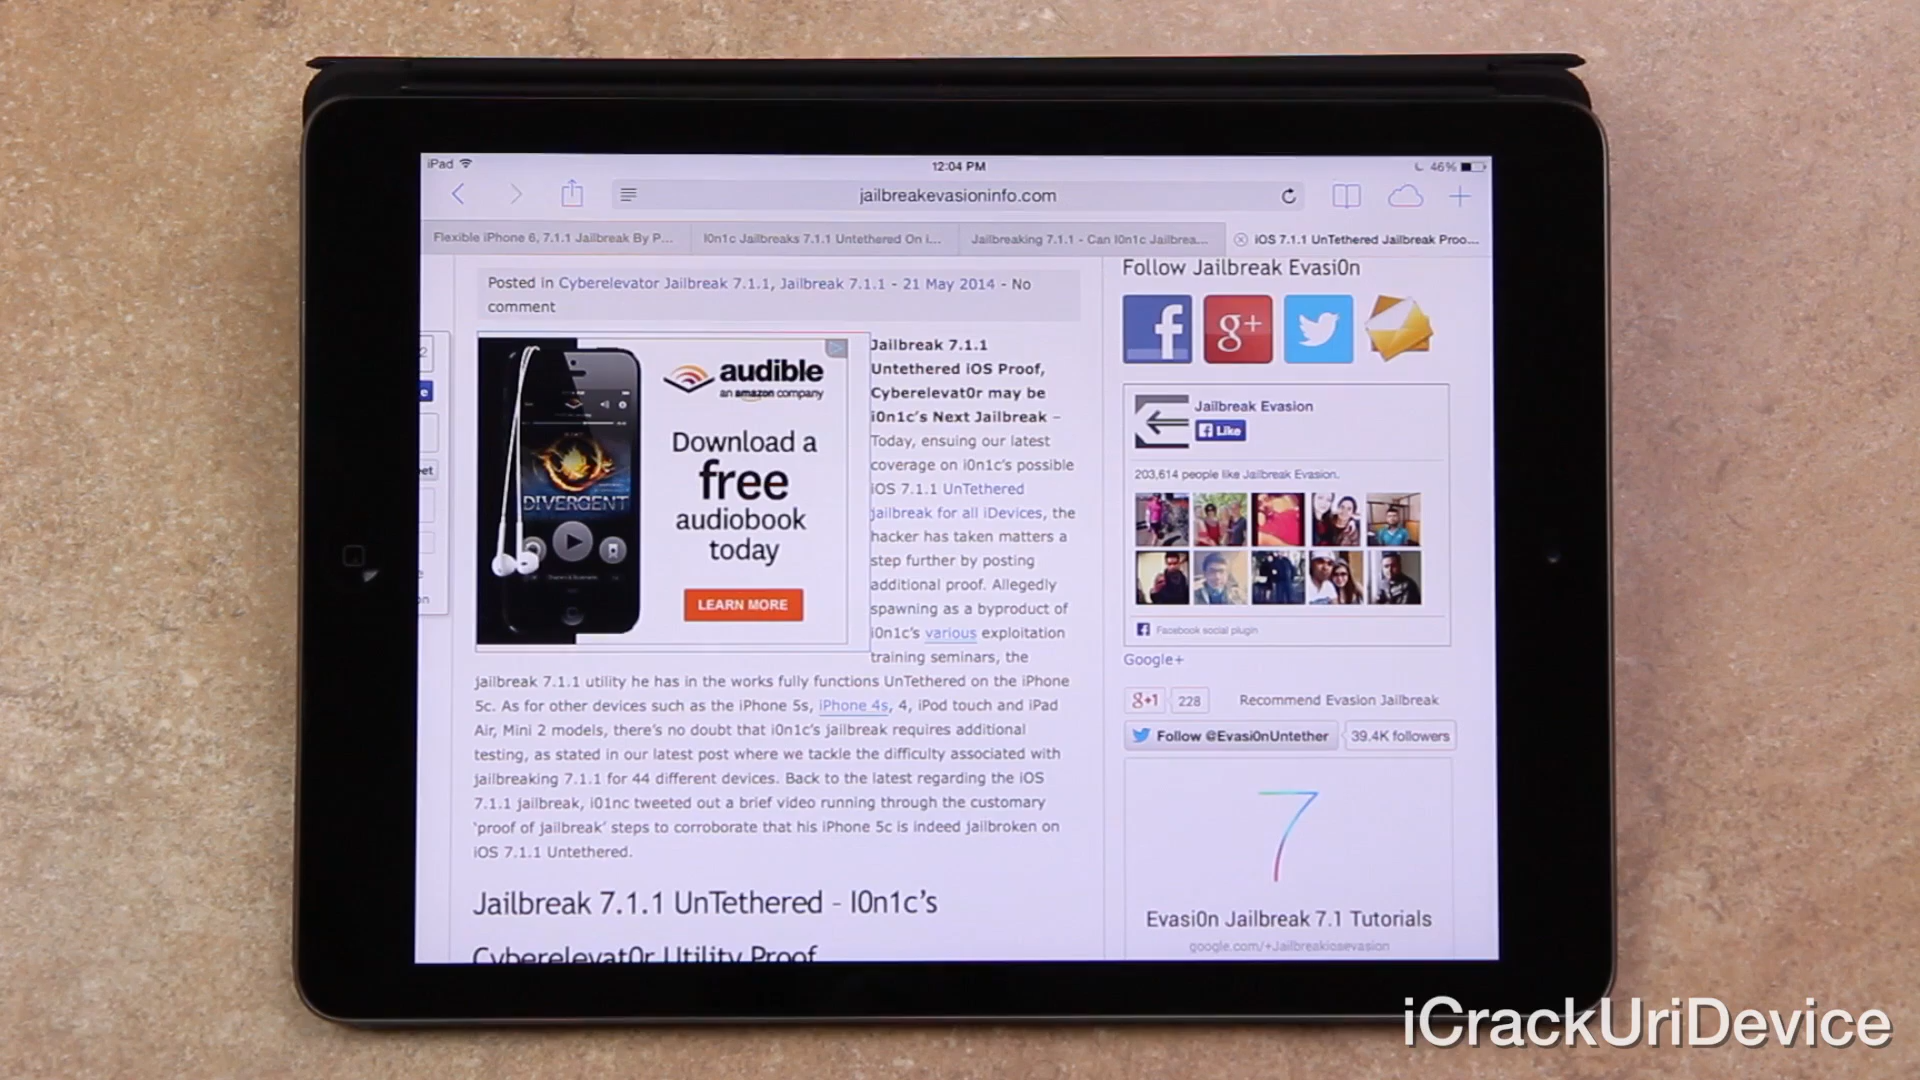 iPad
12:04 PM
46%
jailbreakevasioninfo.com
Flexible iPhone 6, 7.1.1 Jailbreak By P...
I0n1c Jailbreaks 7.1.1 Untethered On i...
Jailbreaking 7.1.1 - Can I0n1c Jailbrea...
iOS 7.1.1 UnTethered Jailbreak Proo...
Posted in Cyberelevator Jailbreak 7.1.1, Jailbreak 7.1.1 - 21 May 2014 - No
comment
audible
an amazon company
Download a
free
audiobook
today
LEARN MORE
DIVERGENT
Jailbreak 7.1.1
Untethered iOS Proof,
Cyberelevat0r may be
i0n1c's Next Jailbreak –
Today, ensuing our latest
coverage on i0n1c's possible
iOS 7.1.1 UnTethered
jailbreak for all iDevices, the
hacker has taken matters a
step further by posting
additional proof. Allegedly
spawning as a byproduct of
i0n1c's various exploitation
training seminars, the
jailbreak 7.1.1 utility he has in the works fully functions UnTethered on the iPhone
5c. As for other devices such as the iPhone 5s, iPhone 4s, 4, iPod touch and iPad
Air, Mini 2 models, there's no doubt that i0n1c's jailbreak requires additional
testing, as stated in our latest post where we tackle the difficulty associated with
jailbreaking 7.1.1 for 44 different devices. Back to the latest regarding the iOS
7.1.1 jailbreak, i01nc tweeted out a brief video running through the customary
'proof of jailbreak' steps to corroborate that his iPhone 5c is indeed jailbroken on
iOS 7.1.1 Untethered.
Jailbreak 7.1.1 UnTethered - I0n1c's
Cyberelevat0r Utility Proof
Follow Jailbreak Evasi0n
f
g+
Jailbreak Evasion
Like
203,614 people like Jailbreak Evasion.
Facebook social plugin
Google+
g+1
228
Recommend Evasion Jailbreak
Follow @Evasi0nUntether
39.4K followers
7
Evasi0n Jailbreak 7.1 Tutorials
google.com/+Jailbreakiosevasion
iCrackUriDevice